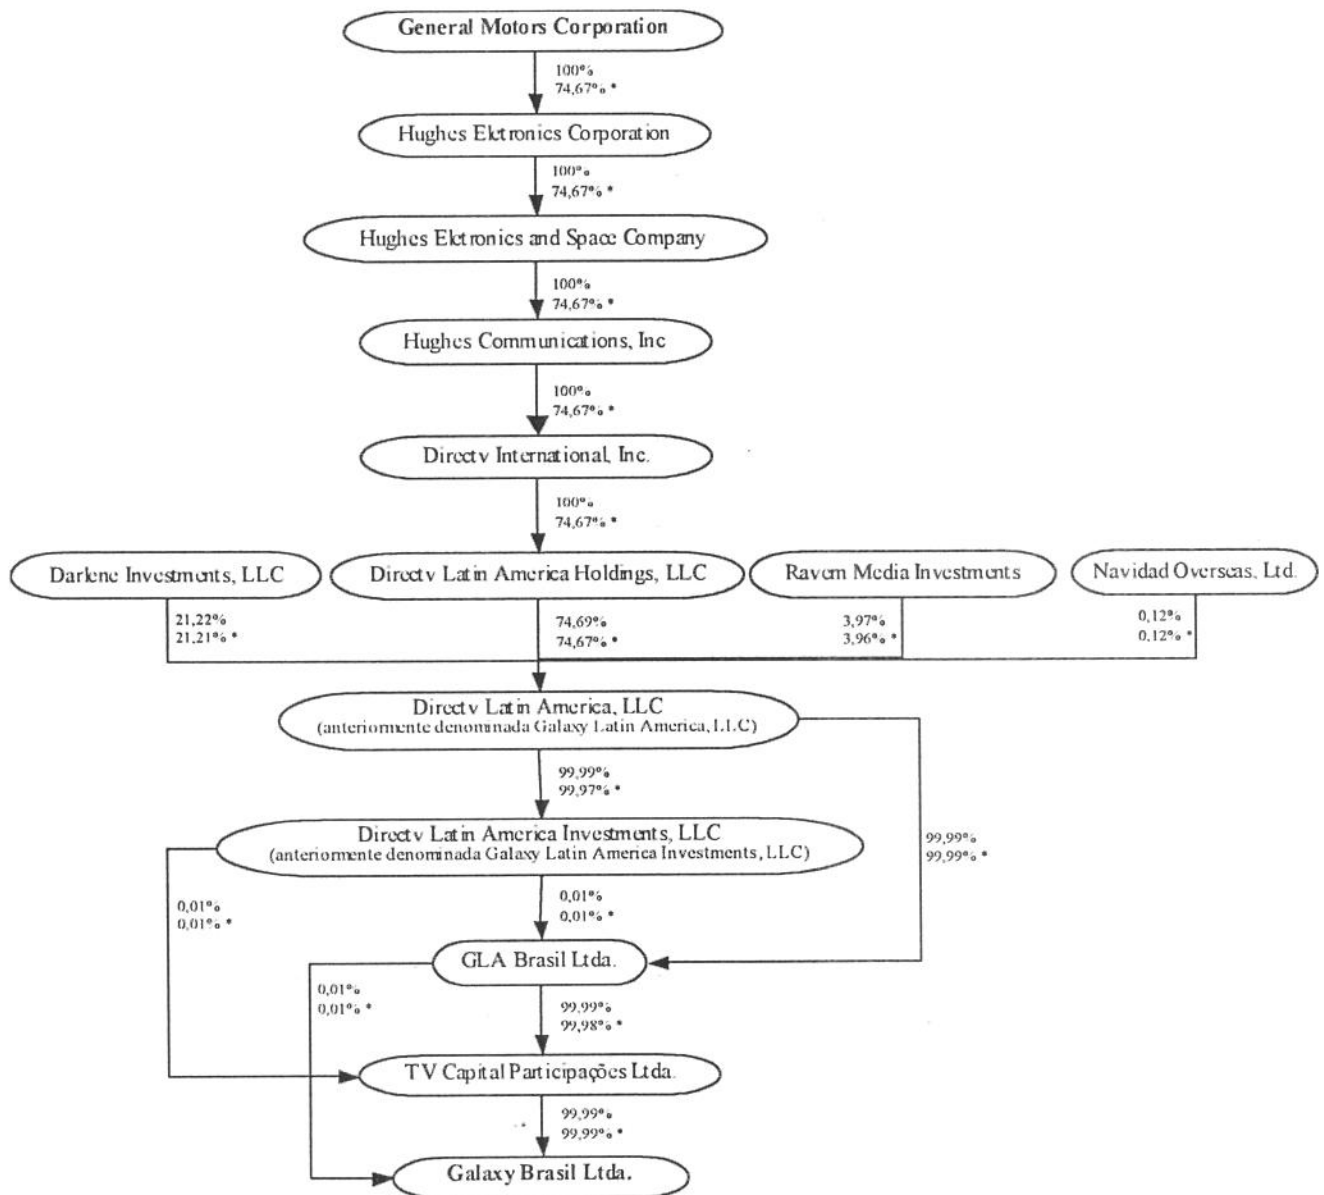 General Motors Corporation
100%
74,67% *
Hughes Eletronics Corporation
100%
74,67% *
Hughes Eletronics and Space Company
100%
74,67% *
Hughes Communications, Inc
100%
74,67% *
Directv International, Inc.
100%
74,67% *
Darlene Investments, LLC
Directv Latin America Holdings, LLC
Ravem Media Investments
Navidad Overseas, Ltd.
21,22%
21,21% *
74,69%
74,67% *
3,97%
3,96% *
0,12%
0,12% *
Directv Latin America, LLC
(anteriormente denominada Galaxy Latin America, LLC)
99,99%
99,97% *
Directv Latin America Investments, LLC
(anteriormente denominada Galaxy Latin America Investments, LLC)
99,99%
99,99% *
0,01%
0,01% *
0,01%
0,01% *
GLA Brasil Ltda.
0,01%
0,01% *
99,99%
99,98% *
TV Capital Participações Ltda.
99,99%
99,99% *
Galaxy Brasil Ltda.